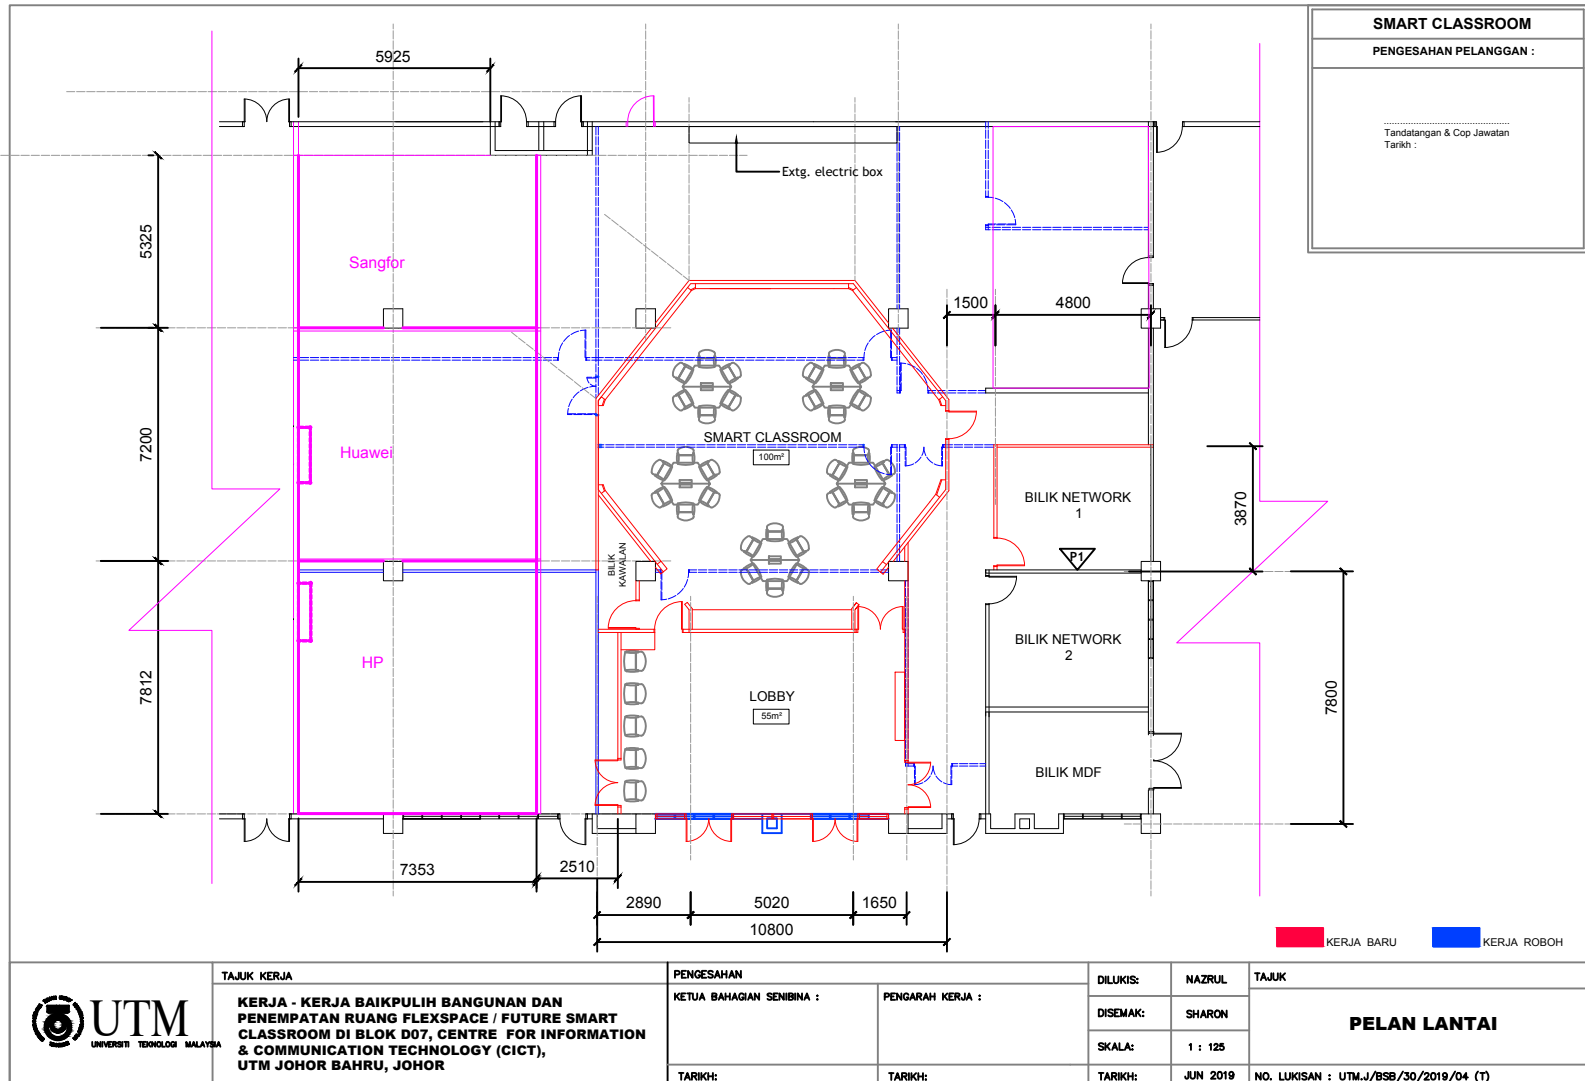 SMART CLASSROOM
PENGESAHAN PELANGGAN :
Tandatangan & Cop Jawatan
Tarikh :
5925
Extg. electric box
5325
Sangfor
1500
4800
7200
Huawei
SMART CLASSROOM
100m²
BILIK NETWORK
1
3870
P1
BILIK
KAWALAN
BILIK NETWORK
2
HP
7812
LOBBY
55m²
7800
BILIK MDF
7353
2510
2890
5020
1650
10800
KERJA BARU
KERJA ROBOH
UTM
UNIVERSITI TEKNOLOGI MALAYSIA
TAJUK KERJA
KERJA - KERJA BAIKPULIH BANGUNAN DAN
PENEMPATAN RUANG FLEXSPACE / FUTURE SMART
CLASSROOM DI BLOK D07, CENTRE FOR INFORMATION
& COMMUNICATION TECHNOLOGY (CICT),
UTM JOHOR BAHRU, JOHOR
PENGESAHAN
KETUA BAHAGIAN SENIBINA :
PENGARAH KERJA :
TARIKH:
TARIKH:
DILUKIS:
NAZRUL
DISEMAK:
SHARON
SKALA:
1 : 125
TARIKH:
JUN 2019
TAJUK
PELAN LANTAI
NO. LUKISAN : UTM.J/BSB/30/2019/04 (T)